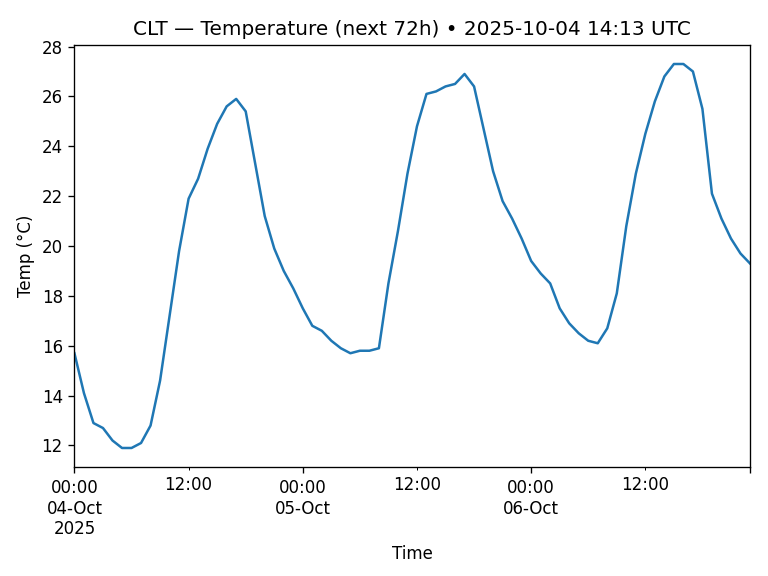 CLT — Temperature (next 72h) • 2025-10-04 14:13 UTC
28
26
24
22
20
18
16
14
12
Temp (°C)
00:00 12:00 00:00 12:00 00:00 12:00
04-Oct 05-Oct 06-Oct
2025
Time